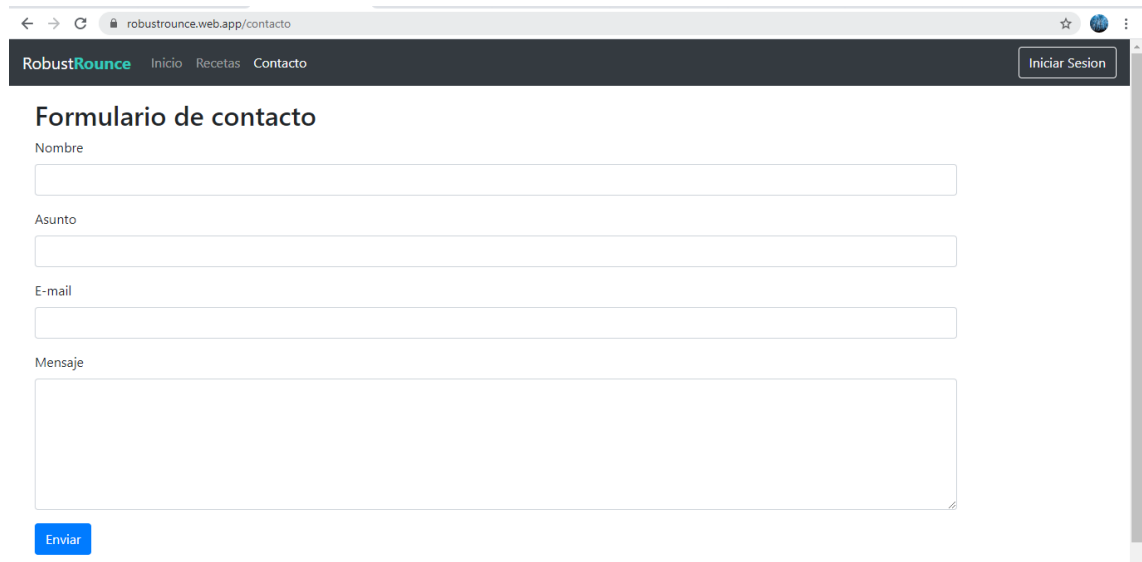 robustrounce.web.app/contacto
RobustRounce Inicio Recetas Contacto Iniciar Sesion
Formulario de contacto
Nombre
Asunto
E-mail
Mensaje
Enviar